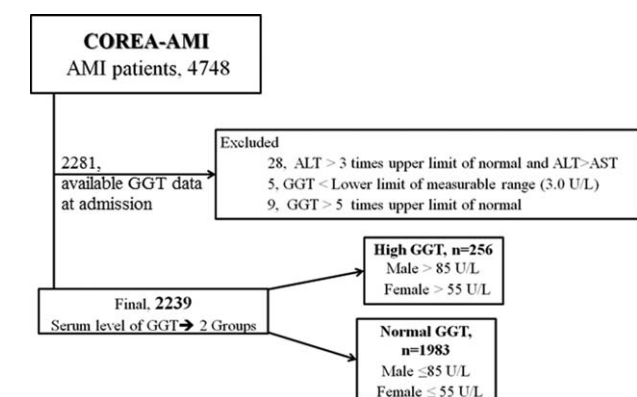 COREA-AMI
AMI patients, 4748
2281,
available GGT data
at admission
Excluded
28, ALT > 3 times upper limit of normal and ALT>AST
5, GGT < Lower limit of measurable range (3.0 U/L)
9, GGT > 5 times upper limit of normal
High GGT, n=256
Male > 85 U/L
Female > 55 U/L
Final, 2239
Serum level of GGT➔ 2 Groups
Normal GGT,
n=1983
Male ≤85 U/L
Female ≤ 55 U/L